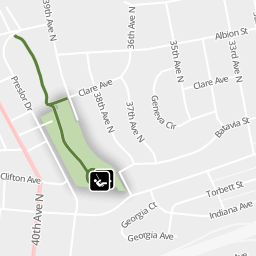 39th Ave N
36th Ave N
Albion St
35th Ave N
33rd Ave N
Preslor Dr
Clare Ave
Clare Ave
38th Ave N
37th Ave N
Geneva Cir
Batavia St
Clifton Ave
40th Ave N
Torbett St
Georgia Ct
Indiana Ave
Georgia Ave